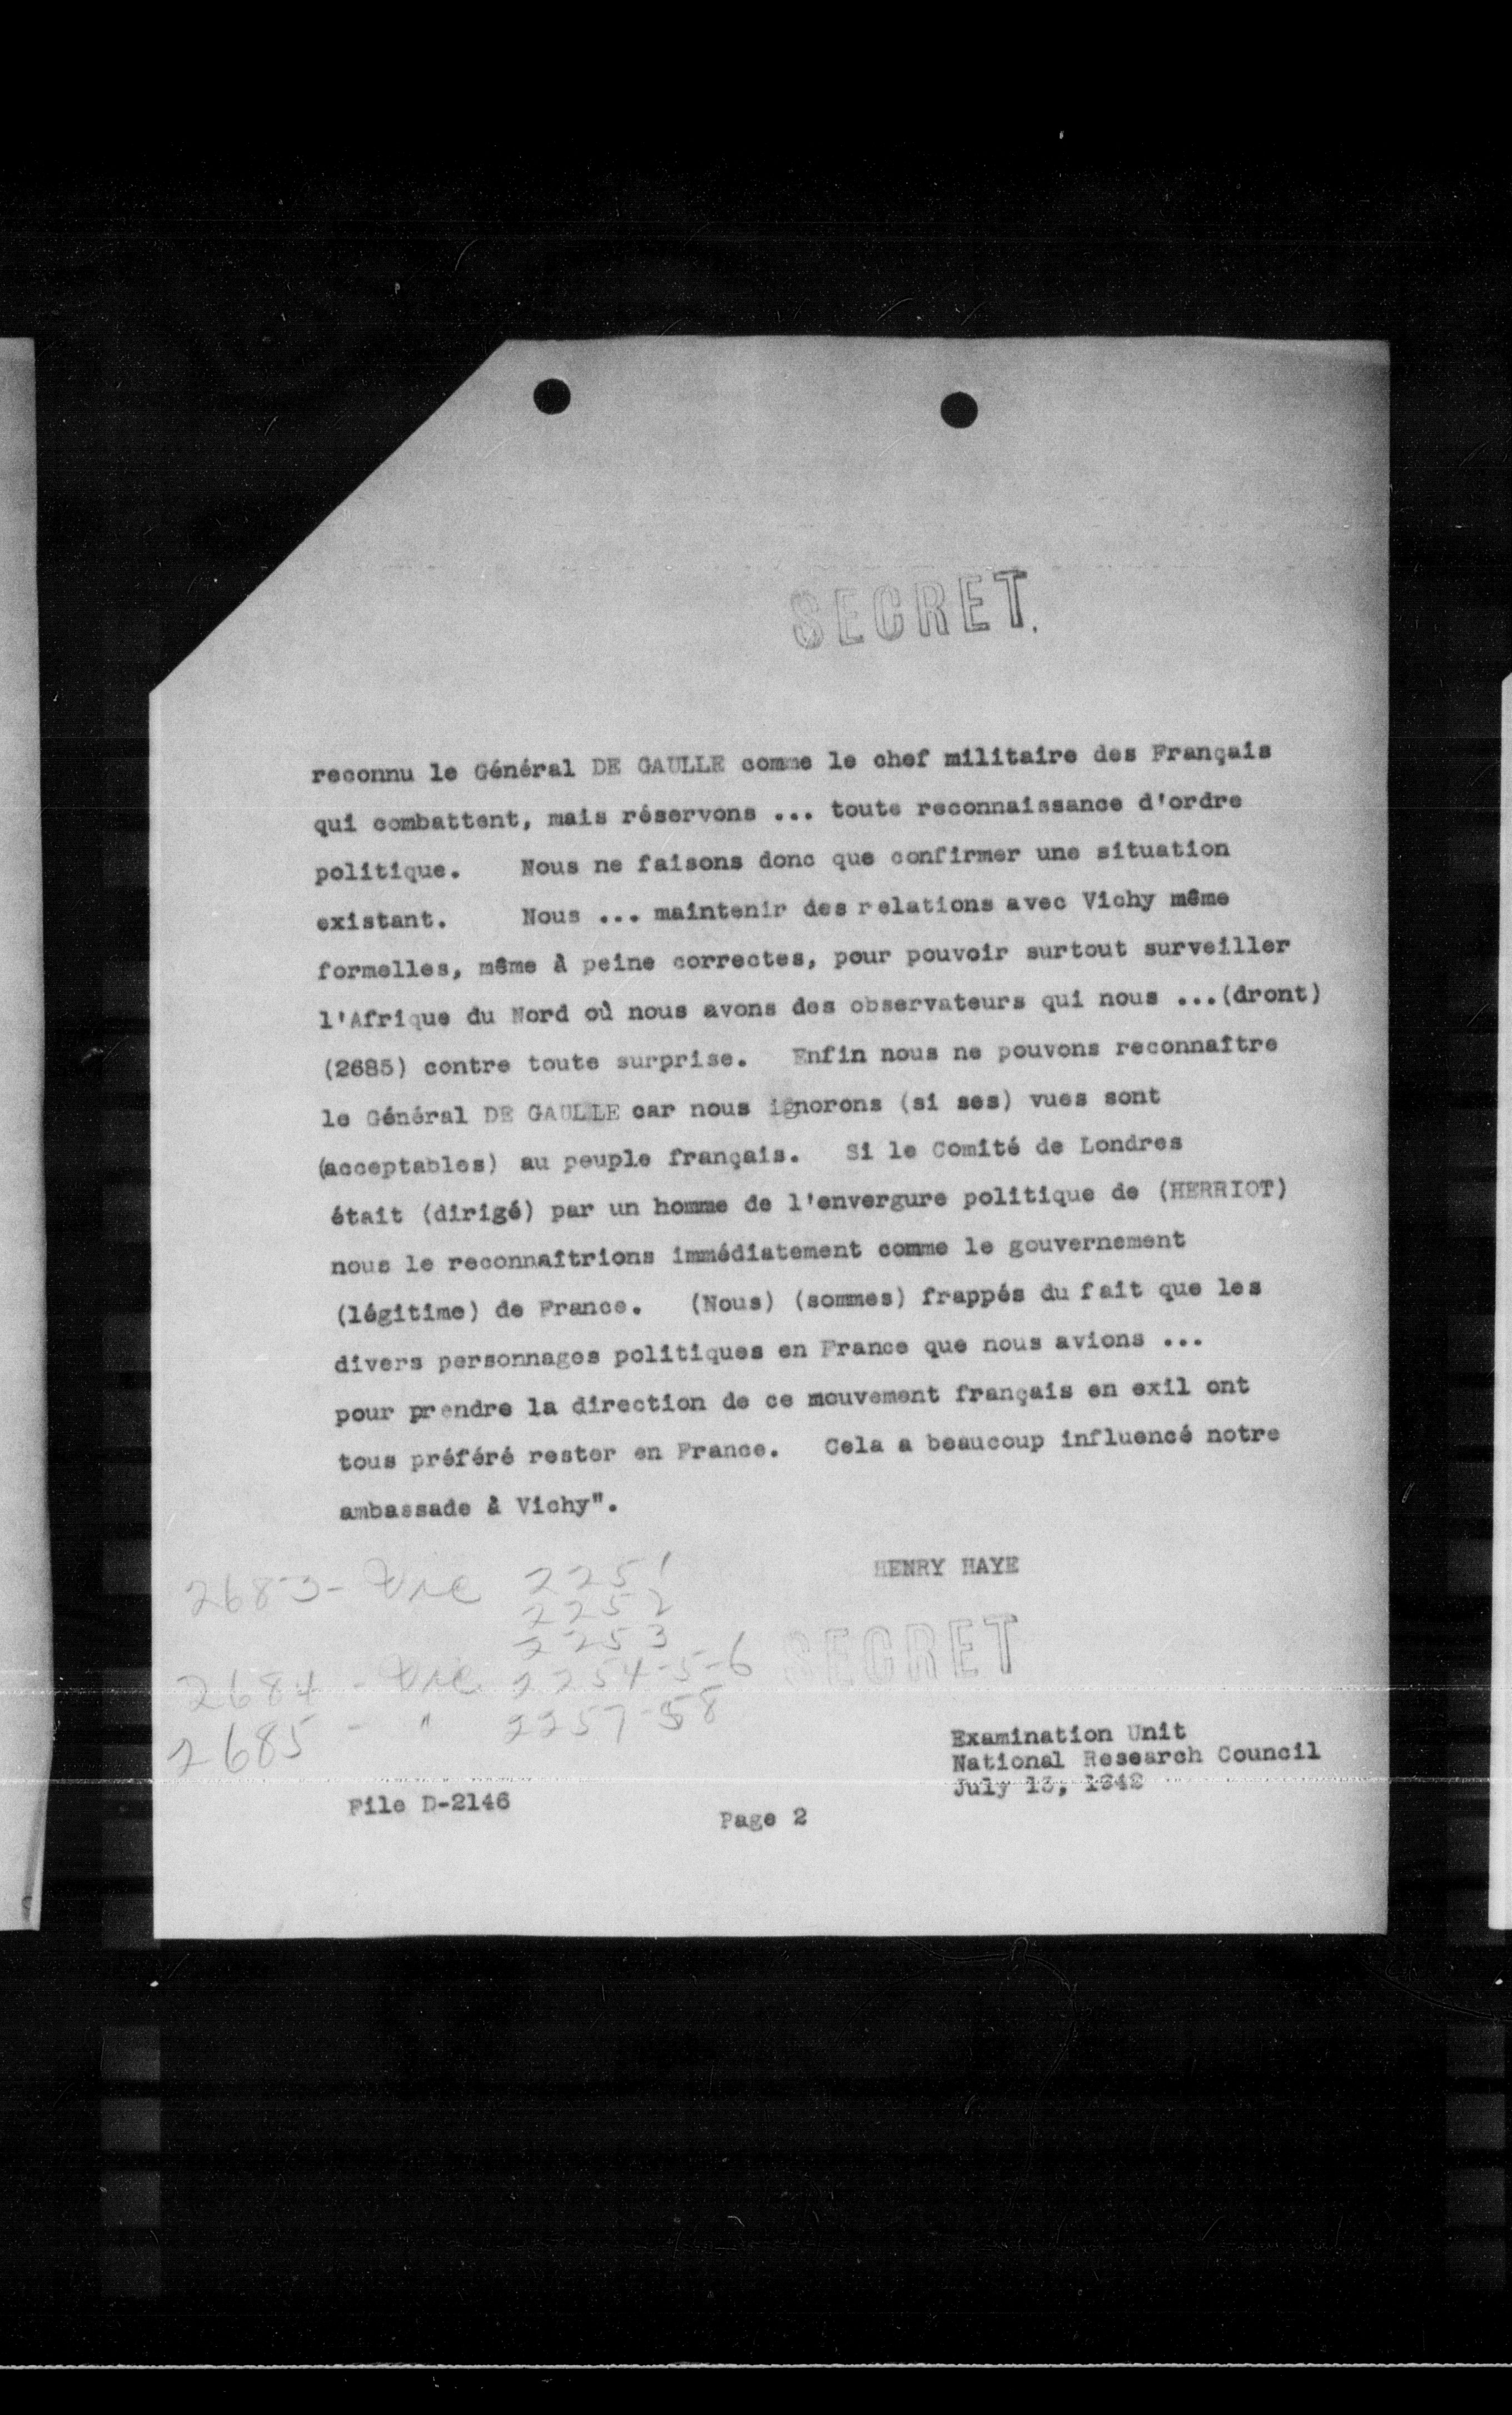 SECRET.
reconnu le Général DE GAULLE comme le chef militaire des Français
qui combattent, mais réservons ... toute reconnaissance d'ordre
politique. Nous ne faisons donc que confirmer une situation
existant. Nous ... maintenir des relations avec Vichy même
formelles, même à peine correctes, pour pouvoir surtout surveiller
l'Afrique du Nord où nous avons des observateurs qui nous ...(dront)
(2685) contre toute surprise. Enfin nous ne pouvons reconnaître
le Général DE GAULLE car nous ignorons (si ses) vues sont
(acceptables) au peuple français. Si le Comité de Londres
était (dirigé) par un homme de l'envergure politique de (HERRIOT)
nous le reconnaîtrions immédiatement comme le gouvernement
(légitime) de France. (Nous) (sommes) frappés du fait que les
divers personnages politiques en France que nous avions ...
pour prendre la direction de ce mouvement français en exil ont
tous préféré rester en France. Cela a beaucoup influencé notre
ambassade à Vichy".
HENRY HAYE
2683 - 2251
2252
2253
2684 - 2254-5-6
2685 - " 2257-58
SECRET
Examination Unit
National Research Council
July 13, 1942
File D-2146
Page 2